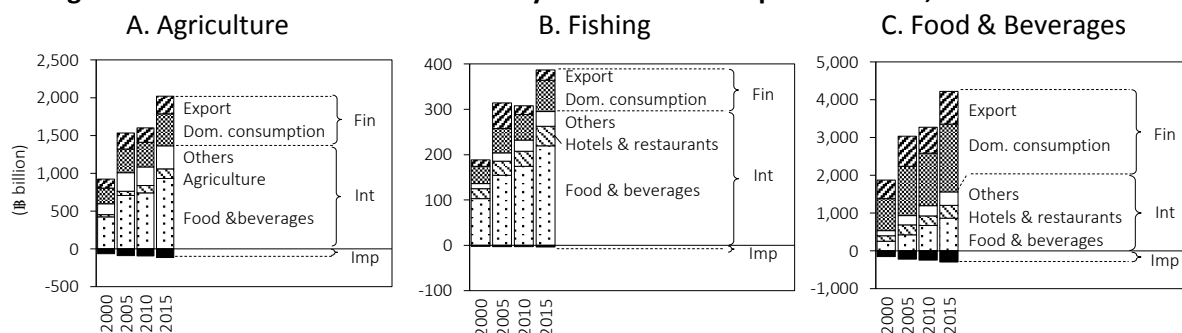 A. Agriculture
B. Fishing
C. Food & Beverages
(฿ billion)
2,500
2,000
1,500
1,000
500
0
-500
Export
Dom. consumption
Others
Agriculture
Food &beverages
Fin
Int
Imp
2000
2005
2010
2015
400
300
200
100
0
-100
Export
Dom. consumption
Others
Hotels & restaurants
Food & beverages
Fin
Int
Imp
2000
2005
2010
2015
5,000
4,000
3,000
2,000
1,000
0
-1,000
Export
Dom. consumption
Others
Hotels & restaurants
Food & beverages
Fin
Int
Imp
2000
2005
2010
2015